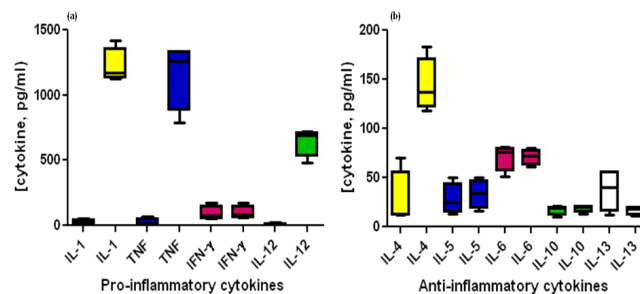 (a)
[cytokine, pg/ml]
1500
1000
500
0
IL-1
IL-1
TNF
TNF
IFN-γ
IFN-γ
IL-12
IL-12
Pro-inflammatory cytokines
(b)
[cytokine, pg/ml]
200
150
100
50
0
IL-4
IL-4
IL-5
IL-5
IL-6
IL-6
IL-10
IL-10
IL-13
IL-13
Anti-inflammatory cytokines